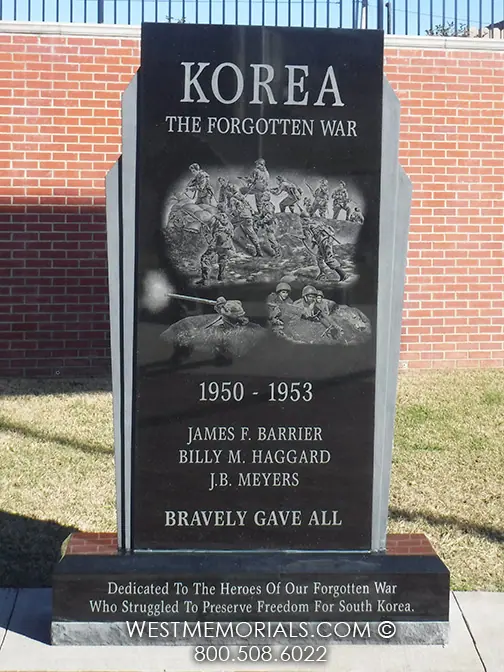 KOREA
THE FORGOTTEN WAR
1950 - 1953
JAMES F. BARRIER
BILLY M. HAGGARD
J.B. MEYERS
BRAVELY GAVE ALL
Dedicated To The Heroes Of Our Forgotten War
Who Struggled To Preserve Freedom For South Korea.
WESTMEMORIALS.COM ©
800.508.6022